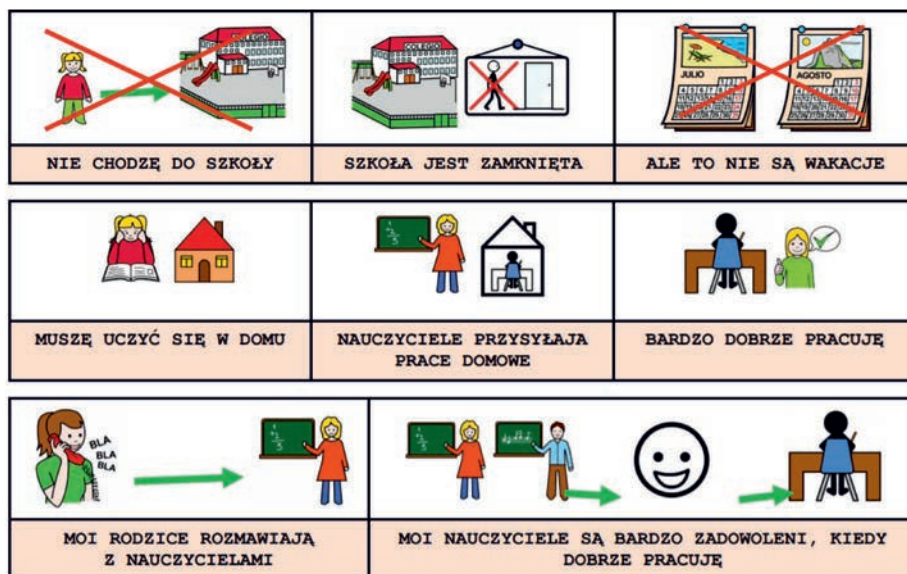 COLEGIO
COLEGIO
JULIO
AGOSTO
NIE CHODZĘ DO SZKOŁY
SZKOŁA JEST ZAMKNIĘTA
ALE TO NIE SĄ WAKACJE
MUSZĘ UCZYĆ SIĘ W DOMU
NAUCZYCIELE PRZYSYŁAJA
PRACE DOMOWE
BARDZO DOBRZE PRACUJĘ
BLA
BLA
BLA
MOI RODZICE ROZMAWIAJĄ
Z NAUCZYCIELAMI
MOI NAUCZYCIELE SĄ BARDZO ZADOWOLENI, KIEDY
DOBRZE PRACUJĘ